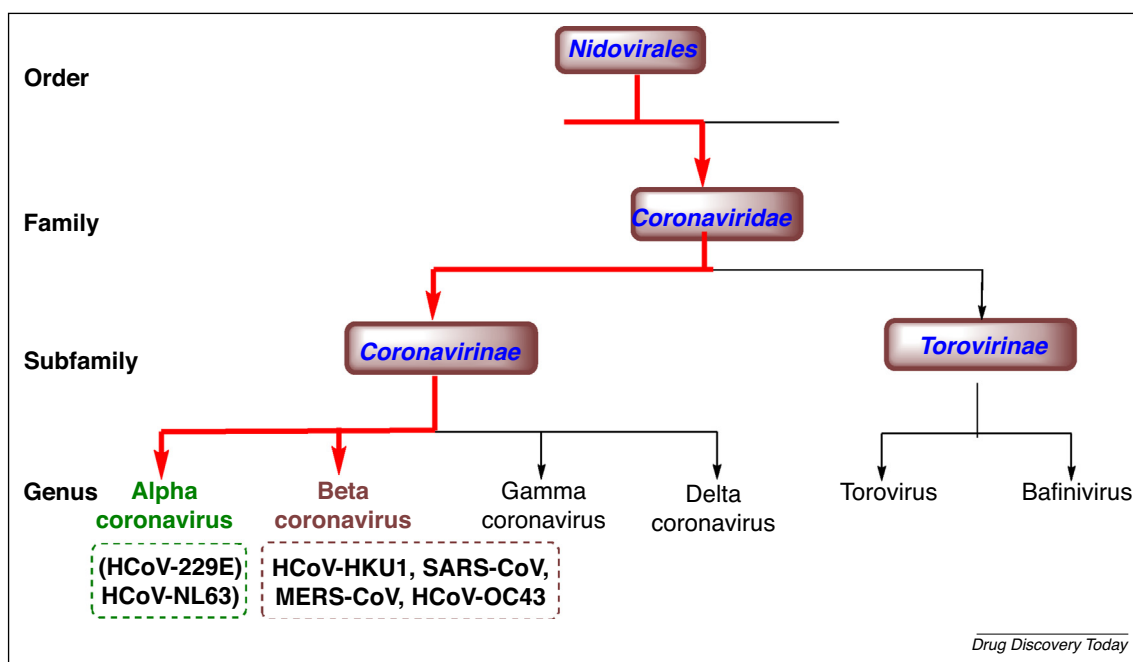 Nidovirales
Order
Coronaviridae
Family
Coronavirinae
Torovirinae
Subfamily
Genus
Alpha
coronavirus
Beta
coronavirus
Gamma
coronavirus
Delta
coronavirus
Torovirus
Bafinivirus
(HCoV-229E)
HCoV-NL63)
HCoV-HKU1, SARS-CoV,
MERS-CoV, HCoV-OC43
Drug Discovery Today